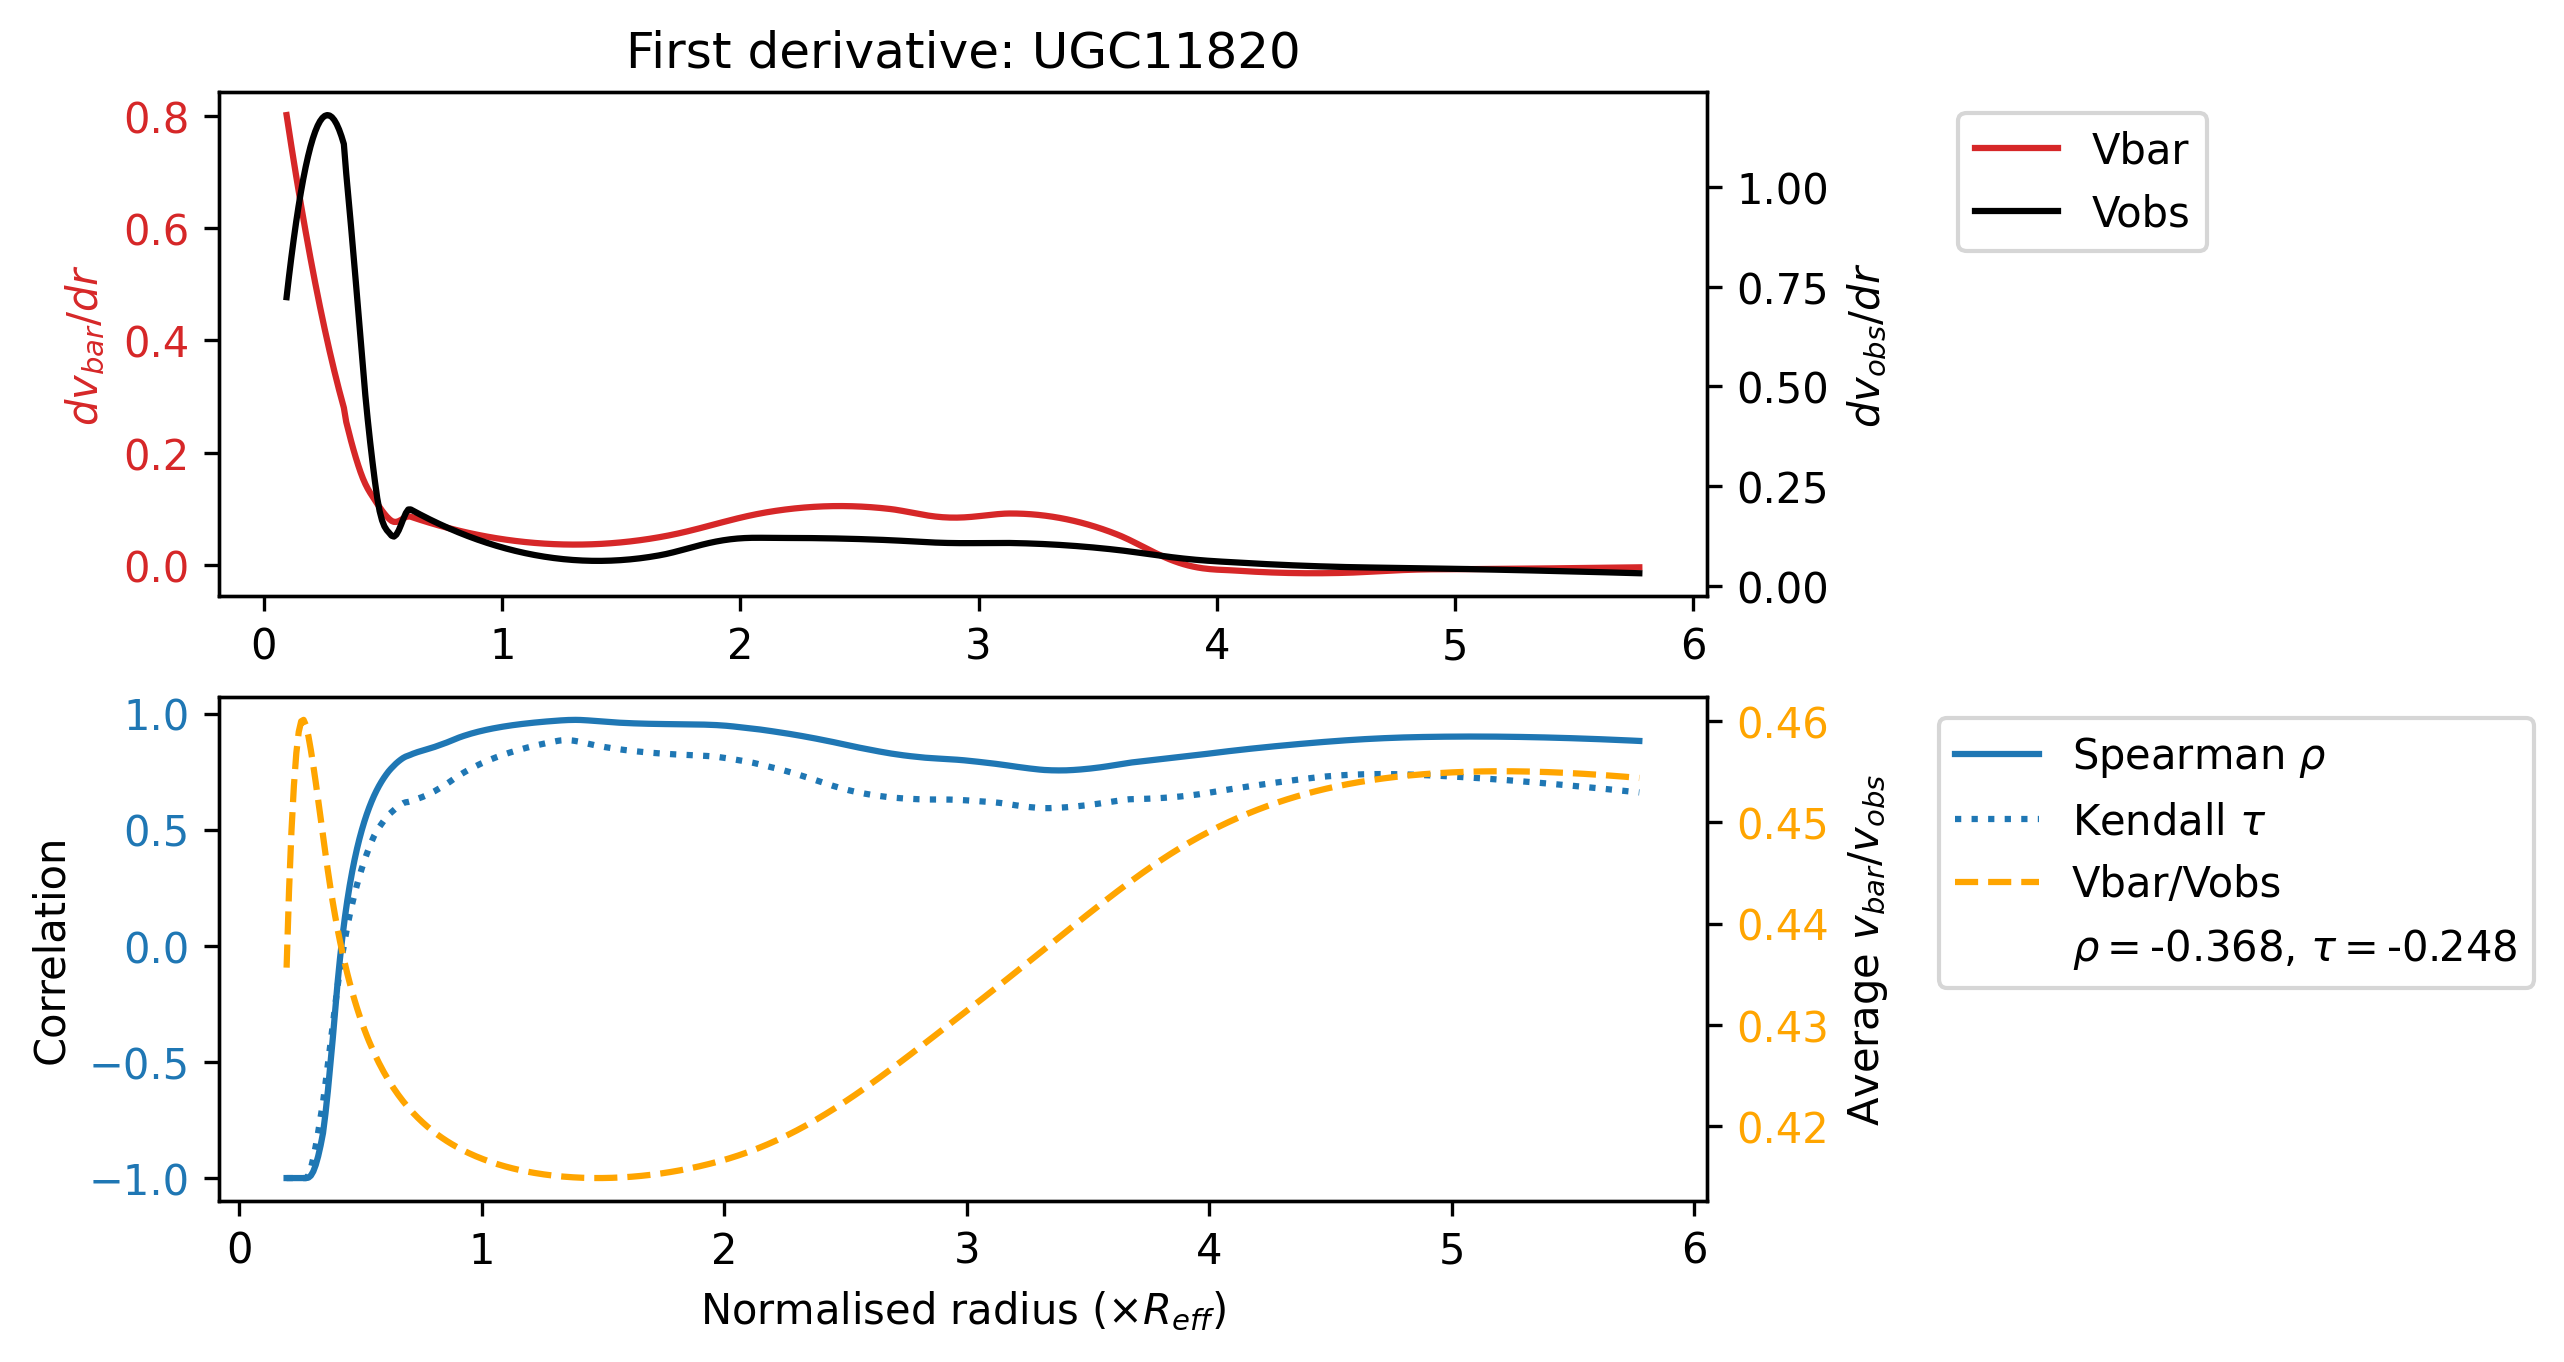 First derivative: UGC11820
0.8
0.6
0.4
0.2
0.0
dv_bar/dr
1.00
0.75
0.50
0.25
0.00
dv_obs/dr
0 1 2 3 4 5 6
Vbar
Vobs
1.0
0.5
0.0
−0.5
−1.0
Correlation
0.46
0.45
0.44
0.43
0.42
Average v_bar/v_obs
0 1 2 3 4 5 6
Normalised radius (×R_eff)
Spearman ρ
Kendall τ
Vbar/Vobs
ρ = -0.368, τ = -0.248